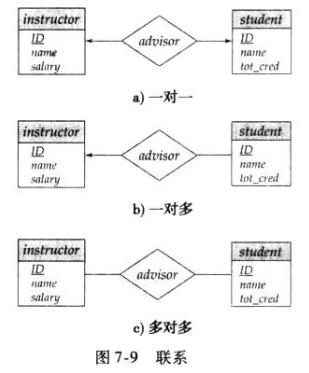 instructor
ID
name
salary
advisor
student
ID
name
tot_cred
a) 一对一
instructor
ID
name
salary
advisor
student
ID
name
tot_cred
b) 一对多
instructor
ID
name
salary
advisor
student
ID
name
tot_cred
c) 多对多
图 7-9 联系